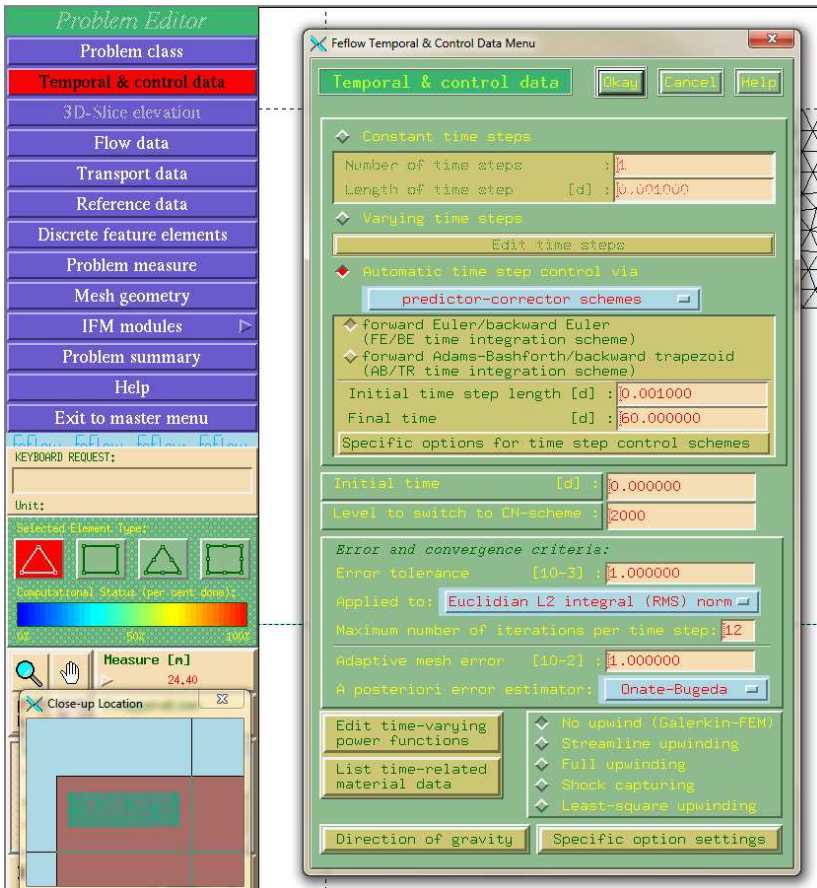 Problem Editor
Problem class
Temporal & control data
3D-Slice elevation
Flow data
Transport data
Reference data
Discrete feature elements
Problem measure
Mesh geometry
IFM modules
Problem summary
Help
Exit to master menu
KEYBOARD REQUEST:
Unit:
Selected Element Type:
Computational Status (per cent done):
0% 50% 100%
Measure [m]
24.40
Close-up Location
Feflow Temporal & Control Data Menu
Temporal & control data Okay Cancel Help
Constant time steps
Number of time steps : 1
Length of time step [d] : 0.001000
Varying time steps
Edit time steps
Automatic time step control via
predictor-corrector schemes
forward Euler/backward Euler
(FE/BE time integration scheme)
forward Adams-Bashforth/backward trapezoid
(AB/TR time integration scheme)
Initial time step length [d] : 0.001000
Final time [d] : 60.000000
Specific options for time step control schemes
Initial time [d] : 0.000000
Level to switch to CN-scheme : 2000
Error and convergence criteria:
Error tolerance [10-3] : 1.000000
Applied to: Euclidian L2 integral (RMS) norm
Maximum number of iterations per time step: 12
Adaptive mesh error [10-2] : 1.000000
A posteriori error estimator: Onate-Bugeda
Edit time-varying
power functions
List time-related
material data
No upwind (Galerkin-FEM)
Streamline upwinding
Full upwinding
Shock capturing
Least-square upwinding
Direction of gravity
Specific option settings